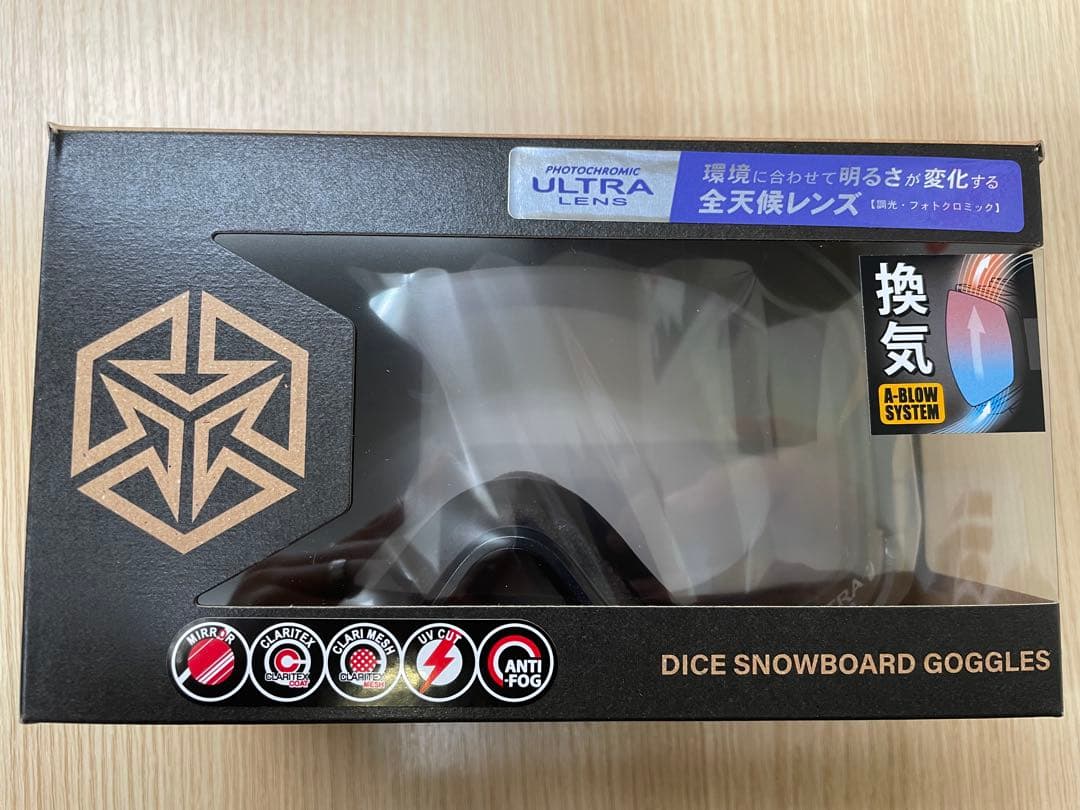 PHOTOCHROMIC
ULTRA
LENS
環境に合わせて明るさが変化する
全天候レンズ【調光・フォトクロミック】
換気
A-BLOW
SYSTEM
MIRROR
CLARITEX
CLARITEX
COAT
CLARI MESH
CLARITEX
MESH
UV CUT
ANTI
-FOG
DICE SNOWBOARD GOGGLES